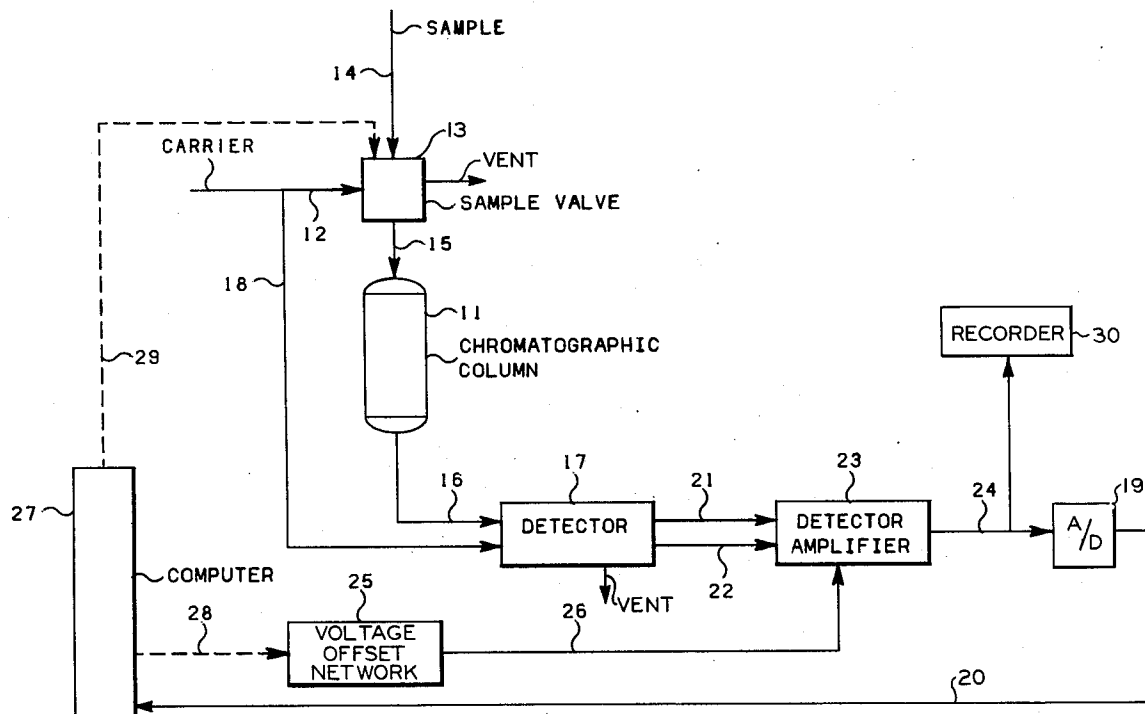 SAMPLE
14
13
CARRIER
VENT
12
SAMPLE VALVE
15
18
11
CHROMATOGRAPHIC
COLUMN
29
RECORDER
30
16
17
21
23
24
19
27
DETECTOR
DETECTOR
AMPLIFIER
A/D
COMPUTER
22
VENT
25
26
28
VOLTAGE
OFFSET
NETWORK
20